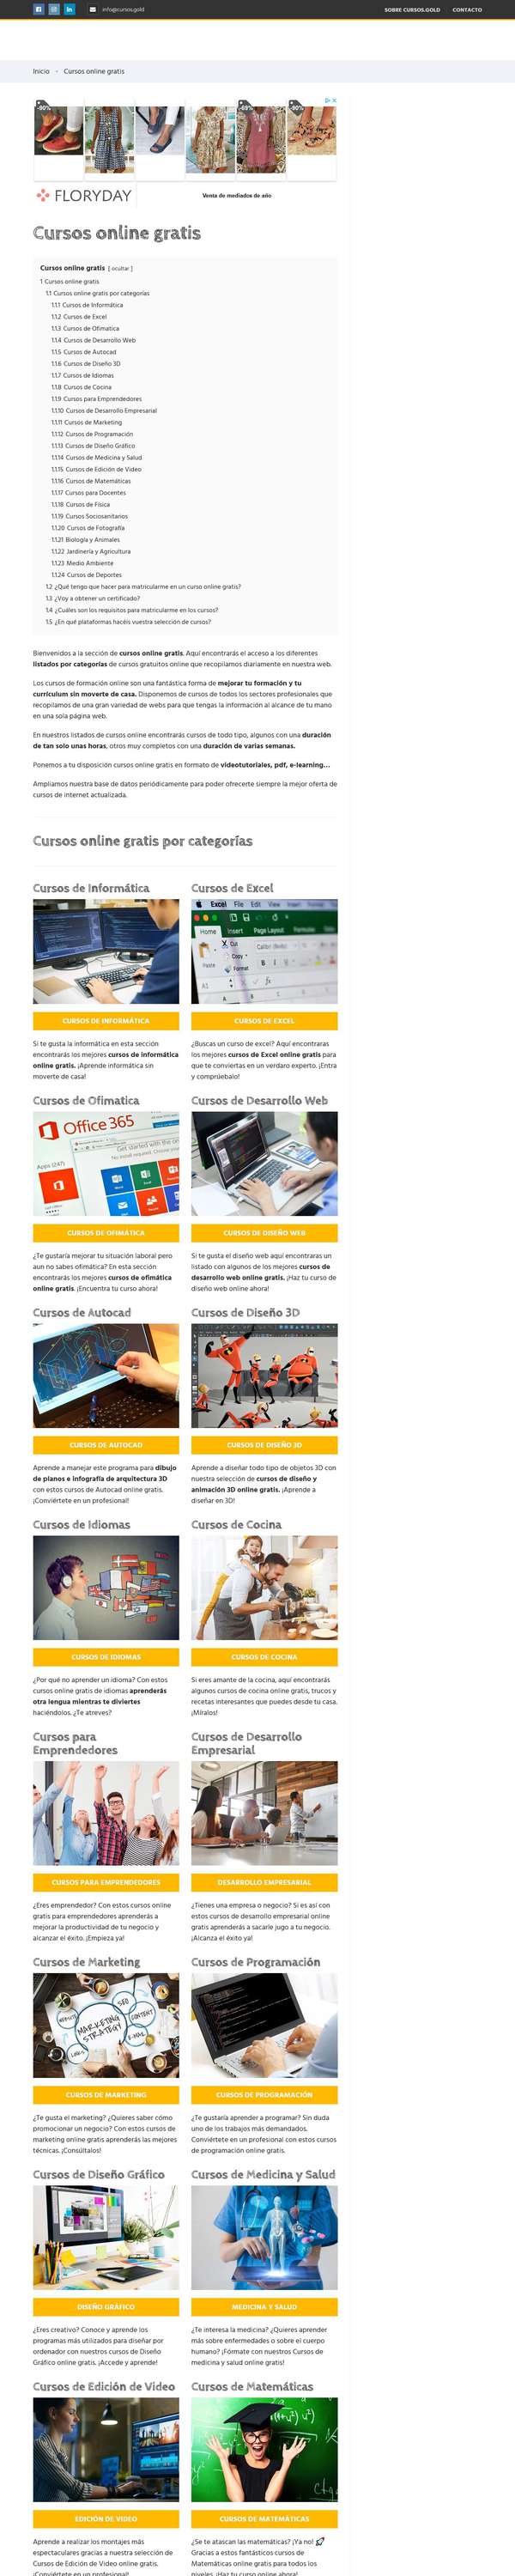 info@cursos.gold
SOBRE CURSOS.GOLD
CONTACTO
Inicio
Cursos online gratis
-90%
-68%
-90%
FLORYDAY
Venta de mediados de año
Cursos online gratis
Cursos online gratis [ ocultar ]
1 Cursos online gratis
1.1 Cursos online gratis por categorías
1.1.1 Cursos de Informática
1.1.2 Cursos de Excel
1.1.3 Cursos de Ofimatica
1.1.4 Cursos de Desarrollo Web
1.1.5 Cursos de Autocad
1.1.6 Cursos de Diseño 3D
1.1.7 Cursos de Idiomas
1.1.8 Cursos de Cocina
1.1.9 Cursos para Emprendedores
1.1.10 Cursos de Desarrollo Empresarial
1.1.11 Cursos de Marketing
1.1.12 Cursos de Programación
1.1.13 Cursos de Diseño Gráfico
1.1.14 Cursos de Medicina y Salud
1.1.15 Cursos de Edición de Video
1.1.16 Cursos de Matemáticas
1.1.17 Cursos para Docentes
1.1.18 Cursos de Física
1.1.19 Cursos Sociosanitarios
1.1.20 Cursos de Fotografía
1.1.21 Biología y Animales
1.1.22 Jardinería y Agricultura
1.1.23 Medio Ambiente
1.1.24 Cursos de Deportes
1.2 ¿Qué tengo que hacer para matricularme en un curso online gratis?
1.3 ¿Voy a obtener un certificado?
1.4 ¿Cuáles son los requisitos para matricularme en los cursos?
1.5 ¿En qué plataformas hacéis vuestra selección de cursos?
Bienvenidos a la sección de cursos online gratis. Aquí encontrarás el acceso a los diferentes
listados por categorías de cursos gratuitos online que recopilamos diariamente en nuestra web.
Los cursos de formación online son una fantástica forma de mejorar tu formación y tu
currículum sin moverte de casa. Disponemos de cursos de todos los sectores profesionales que
recopilamos de una gran variedad de webs para que tengas la información al alcance de tu mano
en una sola página web.
En nuestros listados de cursos online encontrarás cursos de todo tipo, algunos con una duración
de tan solo unas horas, otros muy completos con una duración de varias semanas.
Ponemos a tu disposición cursos online gratis en formato de videotutoriales, pdf, e-learning…
Ampliamos nuestra base de datos periódicamente para poder ofrecerte siempre la mejor oferta de
cursos de internet actualizada.
Cursos online gratis por categorías
Cursos de Informática
CURSOS DE INFORMÁTICA
Si te gusta la informática en esta sección
encontrarás los mejores cursos de informática
online gratis. ¡Aprende informática sin
moverte de casa!
Cursos de Excel
Excel File Edit View Insert
Home Insert Page Layout Formulas
Cut
Copy
Paste
Format
CURSOS DE EXCEL
¿Buscas un curso de excel? Aquí encontraras
los mejores cursos de Excel online gratis para
que te conviertas en un verdaro experto. ¡Entra
y compruébalo!
Cursos de Ofimatica
Office 365
Apps (247)
CURSOS DE OFIMÁTICA
¿Te gustaría mejorar tu situación laboral pero
aun no sabes ofimática? En esta sección
encontrarás los mejores cursos de ofimática
online gratis. ¡Encuentra tu curso ahora!
Cursos de Desarrollo Web
CURSOS DE DISEÑO WEB
Si te gusta el diseño web aquí encontraras un
listado con algunos de los mejores cursos de
desarrollo web online gratis. ¡Haz tu curso de
diseño web online ahora!
Cursos de Autocad
CURSOS DE AUTOCAD
Aprende a manejar este programa para dibujo
de planos e infografía de arquitectura 3D
con estos cursos de Autocad online gratis.
¡Conviértete en un profesional!
Cursos de Diseño 3D
CURSOS DE DISEÑO 3D
Aprende a diseñar todo tipo de objetos 3D con
nuestra selección de cursos de diseño y
animación 3D online gratis. ¡Aprende a
diseñar en 3D!
Cursos de Idiomas
CURSOS DE IDIOMAS
¿Por qué no aprender un idioma? Con estos
cursos online gratis de idiomas aprenderás
otra lengua mientras te diviertes
haciéndolos. ¿Te atreves?
Cursos de Cocina
CURSOS DE COCINA
Si eres amante de la cocina, aquí encontrarás
algunos cursos de cocina online gratis, trucos y
recetas interesantes que puedes desde tu casa.
¡Míralos!
Cursos para
Emprendedores
CURSOS PARA EMPRENDEDORES
¿Eres emprendedor? Con estos cursos online
gratis para emprendedores aprenderás a
mejorar la productividad de tu negocio y
alcanzar el éxito. ¡Empieza ya!
Cursos de Desarrollo
Empresarial
DESARROLLO EMPRESARIAL
¿Tienes una empresa o negocio? Si es así con
estos cursos de desarrollo empresarial online
gratis aprenderás a sacarle jugo a tu negocio.
¡Alcanza el éxito ya!
Cursos de Marketing
SEO
WEBSITE
CONTENT
MARKETING
STRATEGY
E-MAIL
LINKS
CURSOS DE MARKETING
¿Te gusta el marketing? ¿Quieres saber cómo
promocionar un negocio? Con estos cursos de
marketing online gratis aprenderás las mejores
técnicas. ¡Consúltalos!
Cursos de Programación
CURSOS DE PROGRAMACIÓN
¿Te gustaría aprender a programar? Sin duda
uno de los trabajos más demandados.
Conviértete en un profesional con estos cursos
de programación online gratis.
Cursos de Diseño Gráfico
DISEÑO GRÁFICO
¿Eres creativo? Conoce y aprende los
programas más utilizados para diseñar por
ordenador con nuestros cursos de Diseño
Gráfico online gratis. ¡Accede y aprende!
Cursos de Medicina y Salud
MEDICINA Y SALUD
¿Te interesa la medicina? ¿Quieres aprender
más sobre enfermedades o sobre el cuerpo
humano? ¡Fórmate con nuestros Cursos de
medicina y salud online gratis!
Cursos de Edición de Video
EDICIÓN DE VIDEO
Aprende a realizar los montajes más
espectaculares gracias a nuestra selección de
Cursos de Edición de Video online gratis.
¡Conviértete en un profesional!
Cursos de Matemáticas
CURSOS DE MATEMÁTICAS
¿Se te atascan las matemáticas? ¡Ya no!
Gracias a estos fantásticos cursos de
Matemáticas online gratis para todos los
niveles. ¡Haz tu curso online ahora!